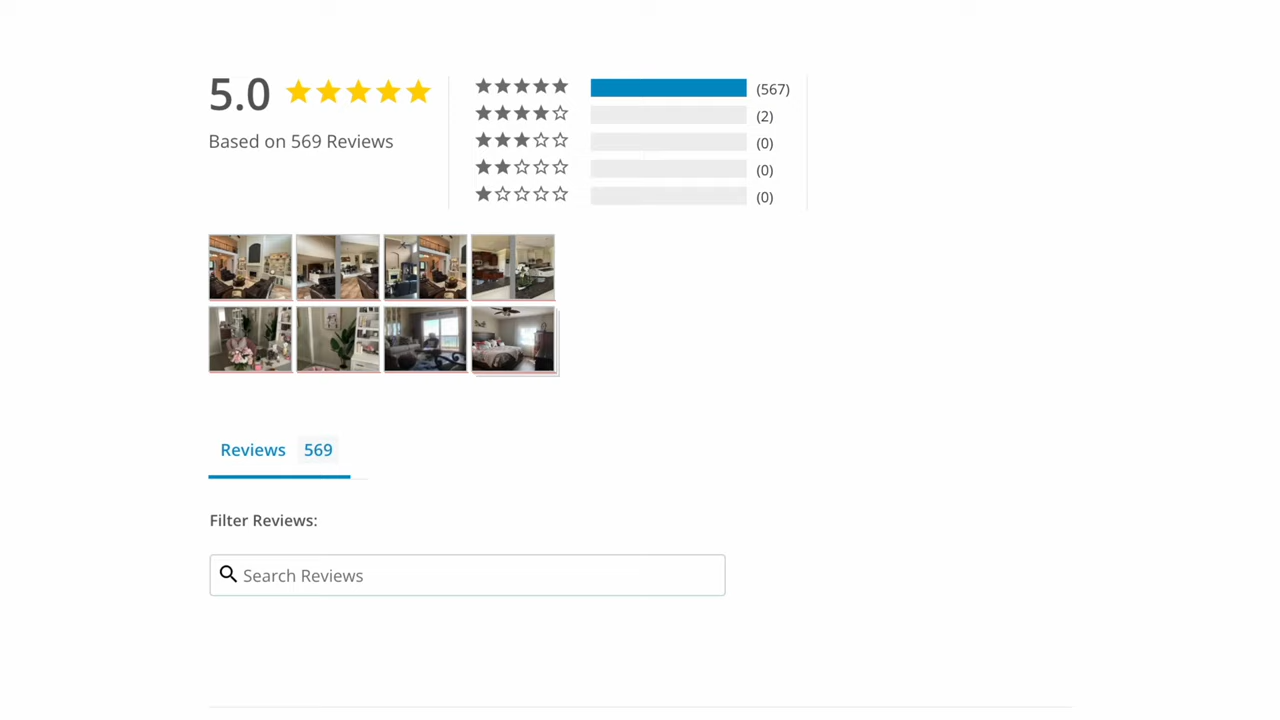 5.0
Based on 569 Reviews
(567)
(2)
(0)
(0)
(0)
Reviews 569
Filter Reviews:
Search Reviews